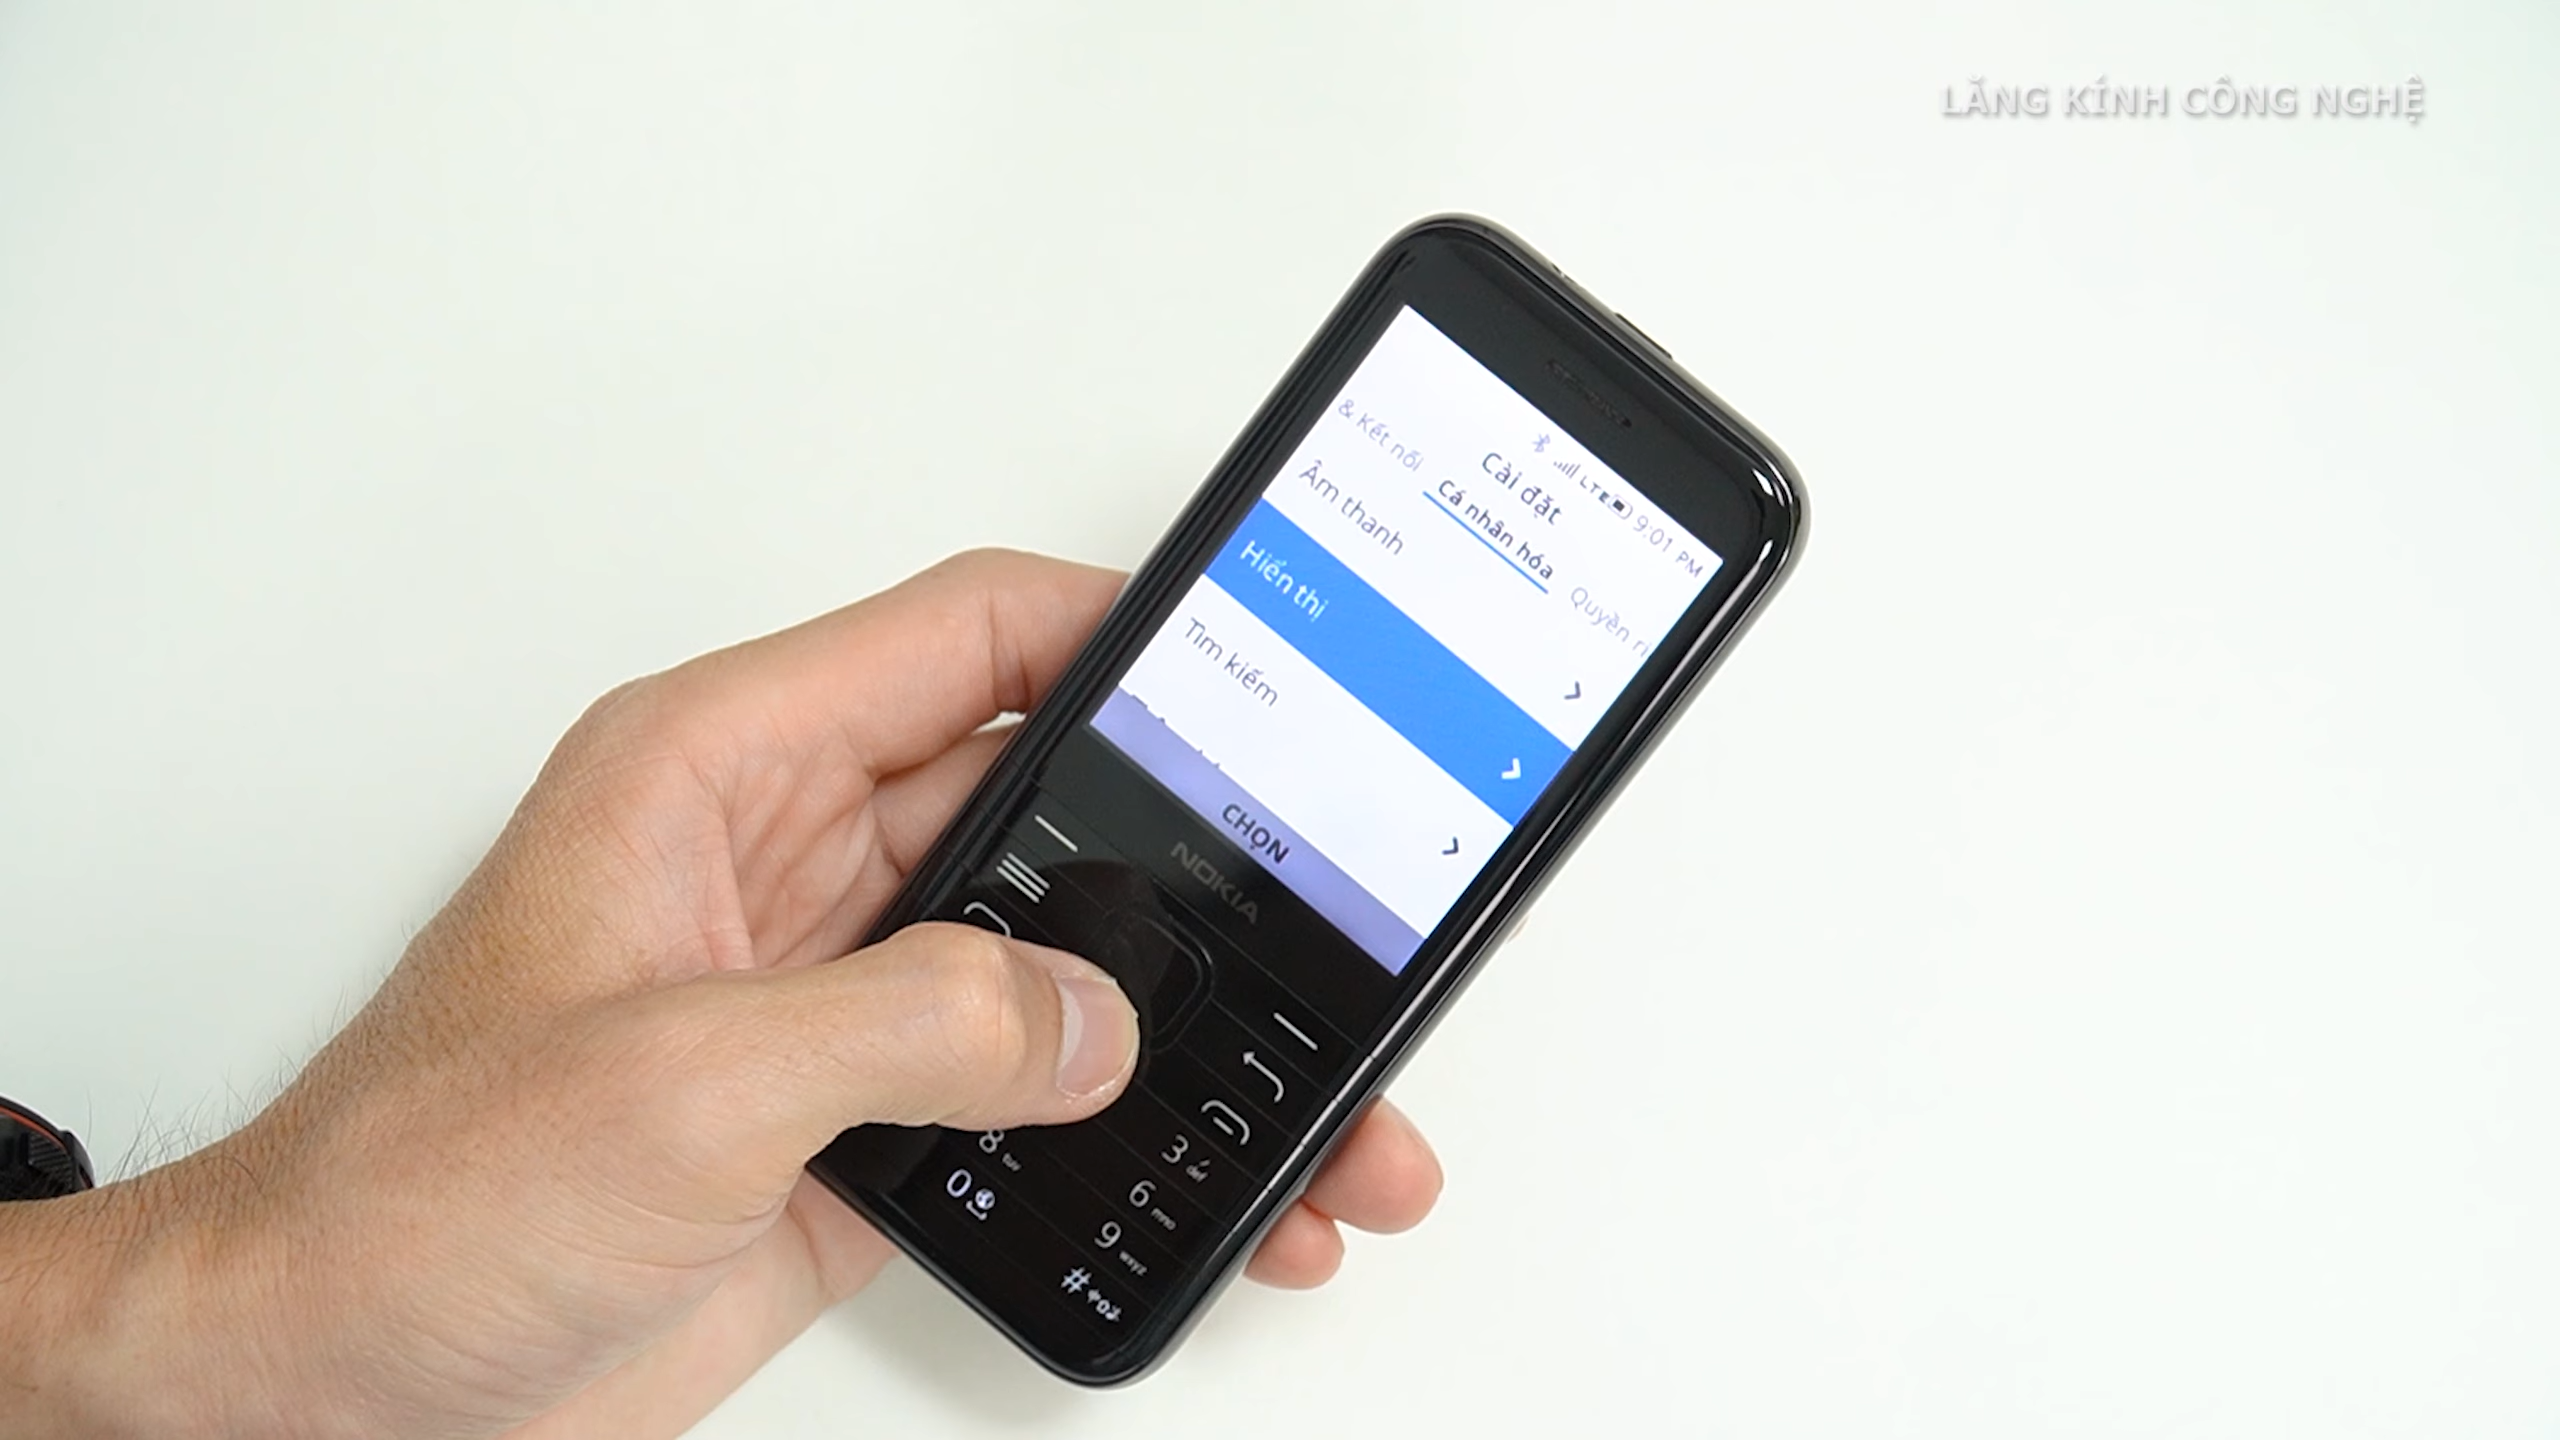 LĂNG KÍNH CÔNG NGHỆ
LTE 9:01 PM
Cài đặt
& Kết nối Cá nhân hóa Quyền ri
Âm thanh
Hiển thị
Tìm kiếm
CHỌN
NOKIA
3 def
8 tuv
6 mno
0
9 wxyz
#